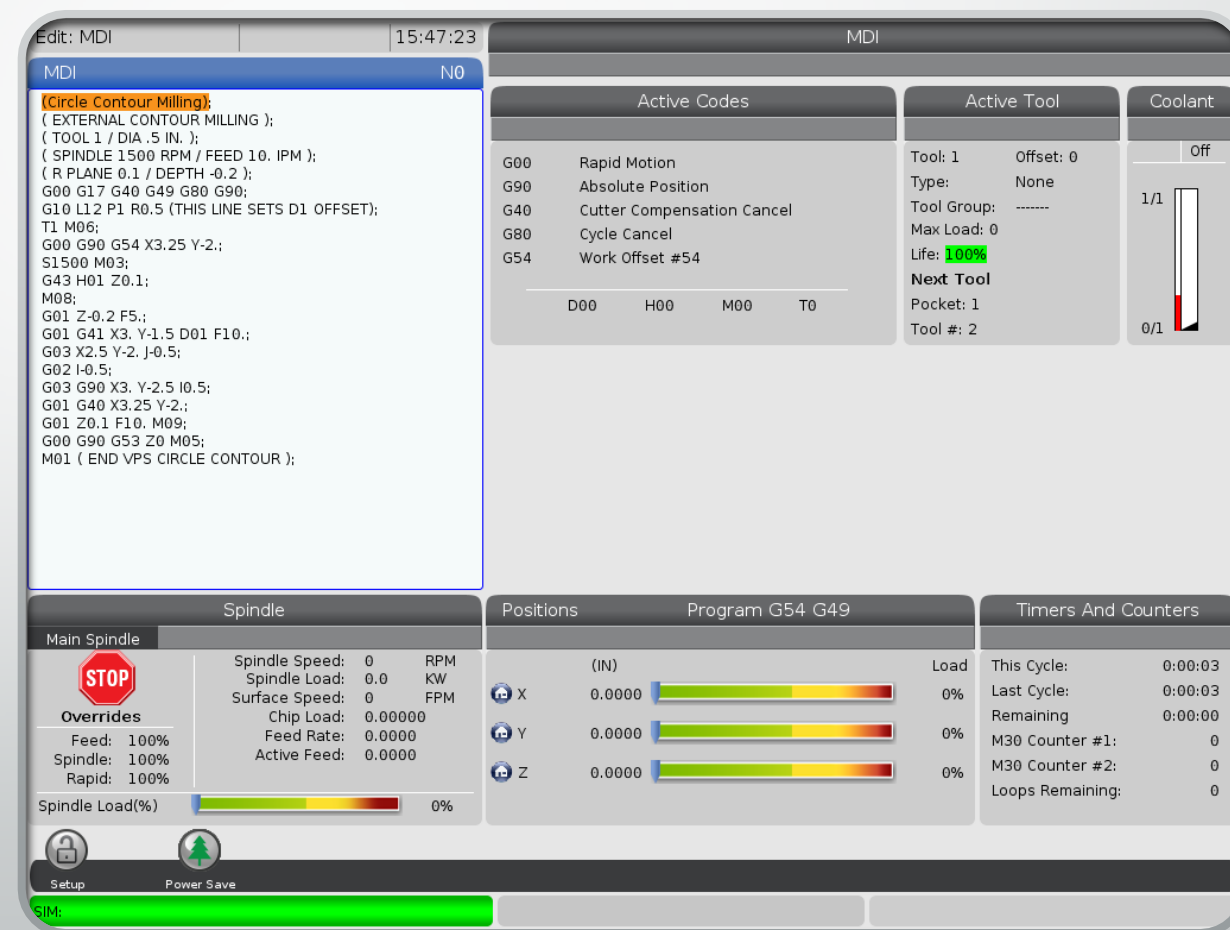 Edit: MDI 15:47:23
MDI N0
(Circle Contour Milling);
( EXTERNAL CONTOUR MILLING );
( TOOL 1 / DIA .5 IN. );
( SPINDLE 1500 RPM / FEED 10. IPM );
( R PLANE 0.1 / DEPTH -0.2 );
G00 G17 G40 G49 G80 G90;
G10 L12 P1 R0.5 (THIS LINE SETS D1 OFFSET);
T1 M06;
G00 G90 G54 X3.25 Y-2.;
S1500 M03;
G43 H01 Z0.1;
M08;
G01 Z-0.2 F5.;
G01 G41 X3. Y-1.5 D01 F10.;
G03 X2.5 Y-2. J-0.5;
G02 I-0.5;
G03 G90 X3. Y-2.5 I0.5;
G01 G40 X3.25 Y-2.;
G01 Z0.1 F10. M09;
G00 G90 G53 Z0 M05;
M01 ( END VPS CIRCLE CONTOUR );
MDI
Active Codes
G00 Rapid Motion
G90 Absolute Position
G40 Cutter Compensation Cancel
G80 Cycle Cancel
G54 Work Offset #54
D00 H00 M00 T0
Active Tool
Tool: 1 Offset: 0
Type: None
Tool Group: -------
Max Load: 0
Life: 100%
Next Tool
Pocket: 1
Tool #: 2
Coolant
Off
1/1
0/1
Spindle
Main Spindle
STOP
Overrides
Feed: 100%
Spindle: 100%
Rapid: 100%
Spindle Speed: 0 RPM
Spindle Load: 0.0 KW
Surface Speed: 0 FPM
Chip Load: 0.00000
Feed Rate: 0.0000
Active Feed: 0.0000
Spindle Load(%) 0%
Positions Program G54 G49
(IN) Load
X 0.0000 0%
Y 0.0000 0%
Z 0.0000 0%
Timers And Counters
This Cycle: 0:00:03
Last Cycle: 0:00:03
Remaining 0:00:00
M30 Counter #1: 0
M30 Counter #2: 0
Loops Remaining: 0
Setup Power Save
SIM: